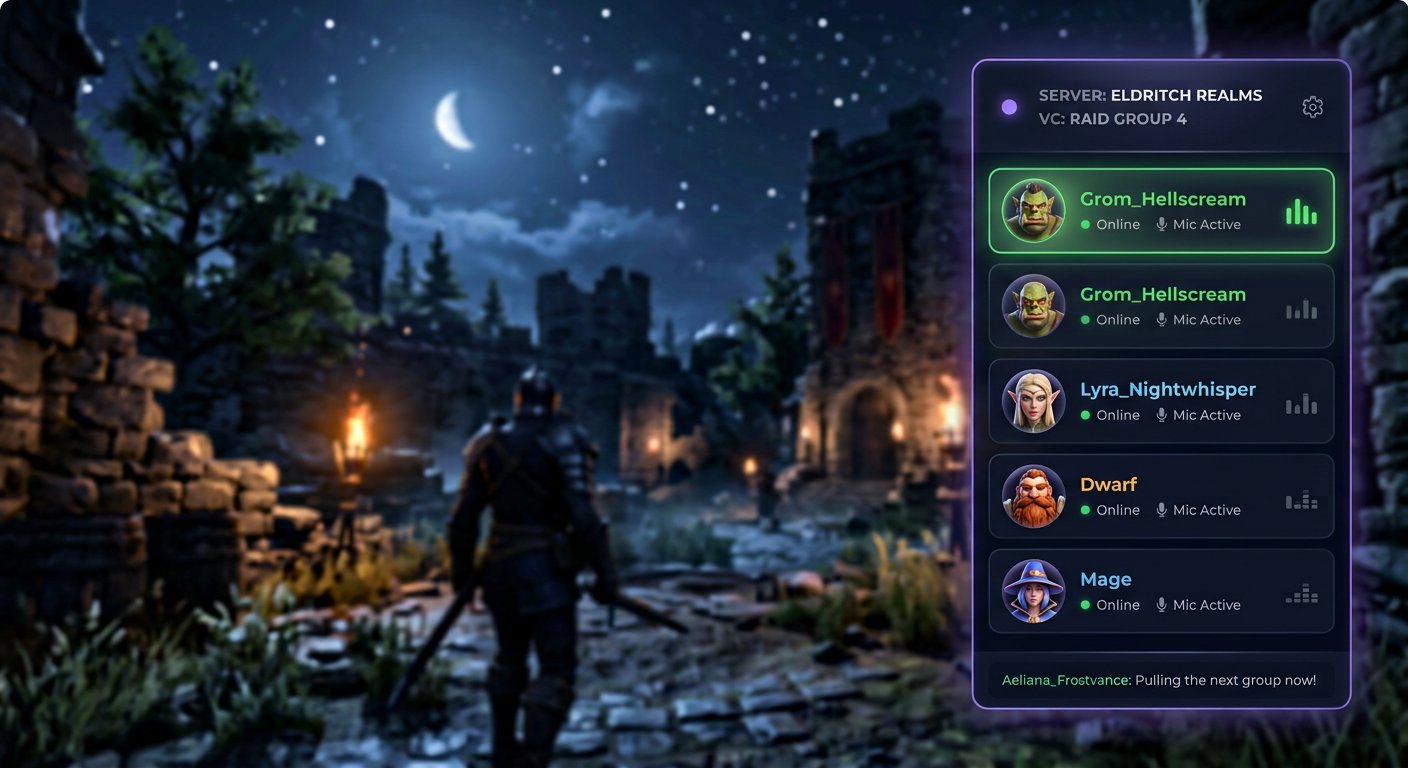 SERVER: ELDRITCH REALMS
VC: RAID GROUP 4
Grom_Hellscream
Online Mic Active
Grom_Hellscream
Online Mic Active
Lyra_Nightwhisper
Online Mic Active
Dwarf
Online Mic Active
Mage
Online Mic Active
Aeliana_Frostvance: Pulling the next group now!